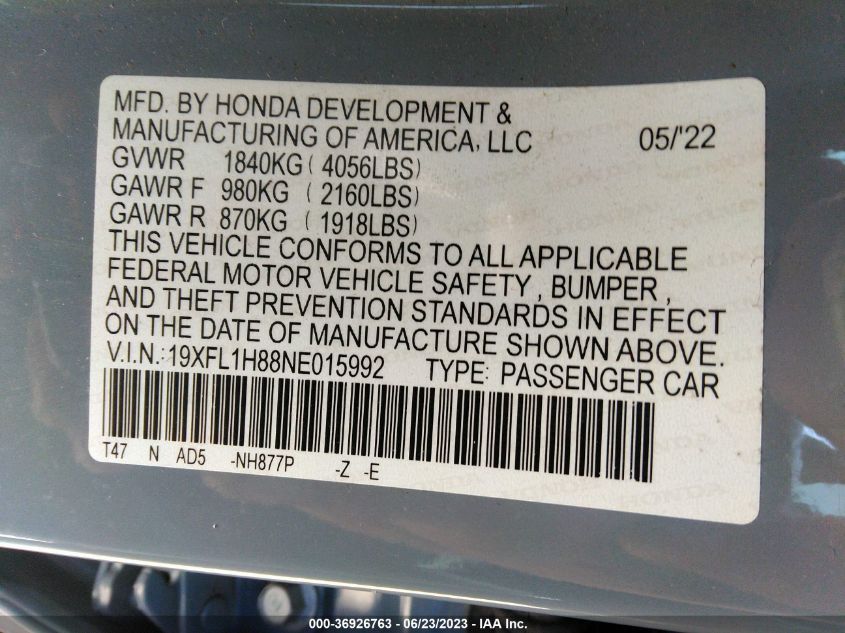 MFD. BY HONDA DEVELOPMENT &
MANUFACTURING OF AMERICA, LLC 05/'22
GVWR 1840KG ( 4056LBS)
GAWR F 980KG ( 2160LBS)
GAWR R 870KG ( 1918LBS)
THIS VEHICLE CONFORMS TO ALL APPLICABLE
FEDERAL MOTOR VEHICLE SAFETY , BUMPER ,
AND THEFT PREVENTION STANDARDS IN EFFECT
ON THE DATE OF MANUFACTURE SHOWN ABOVE.
V.I.N.: 19XFL1H88NE015992 TYPE: PASSENGER CAR
T47 N AD5 -NH877P -Z -E
000-36926763 - 06/23/2023 - IAA Inc.